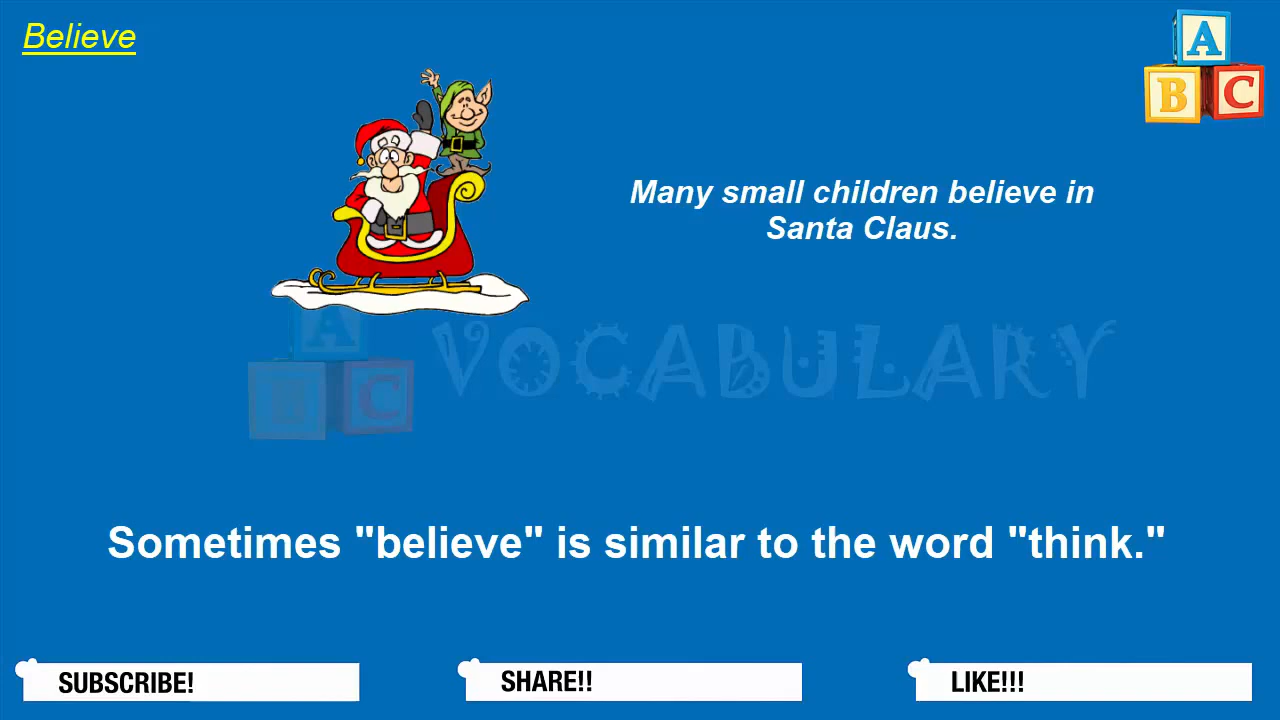 Believe
A
B C
Many small children believe in
Santa Claus.
A
B C VOCABULARY
Sometimes "believe" is similar to the word "think."
SUBSCRIBE! SHARE!! LIKE!!!